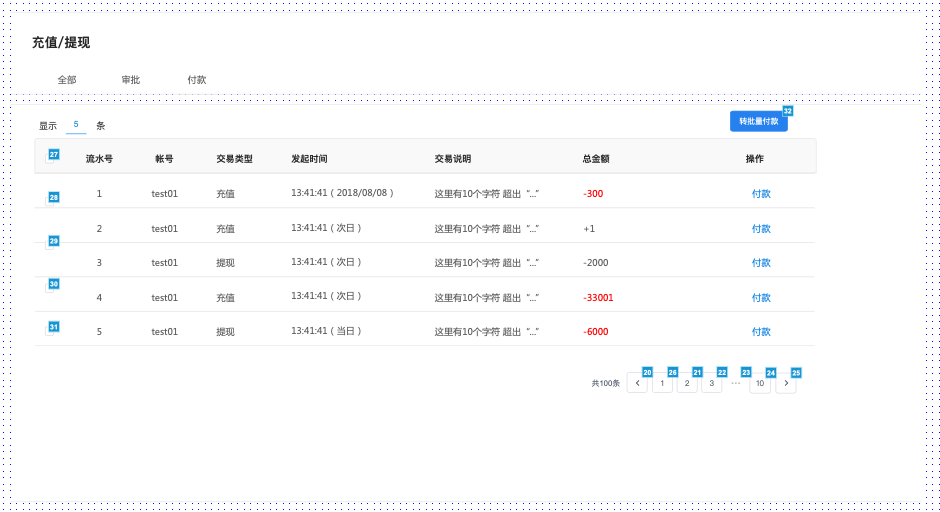 充值/提现
全部 审批 付款
显示 5 条
转批量付款 32
27 流水号 帐号 交易类型 发起时间 交易说明 总金额 操作
28 1 test01 充值 13:41:41 ( 2018/08/08 ) 这里有10个字符 超出 “...” -300 付款
2 test01 充值 13:41:41 ( 次日 ) 这里有10个字符 超出 “...” +1 付款
29
3 test01 提现 13:41:41 ( 次日 ) 这里有10个字符 超出 “...” -2000 付款
30
4 test01 充值 13:41:41 ( 次日 ) 这里有10个字符 超出 “...” -33001 付款
31 5 test01 提现 13:41:41 ( 当日 ) 这里有10个字符 超出 “...” -6000 付款
20 26 21 22 23 24 25
共100条 < 1 2 3 ··· 10 >